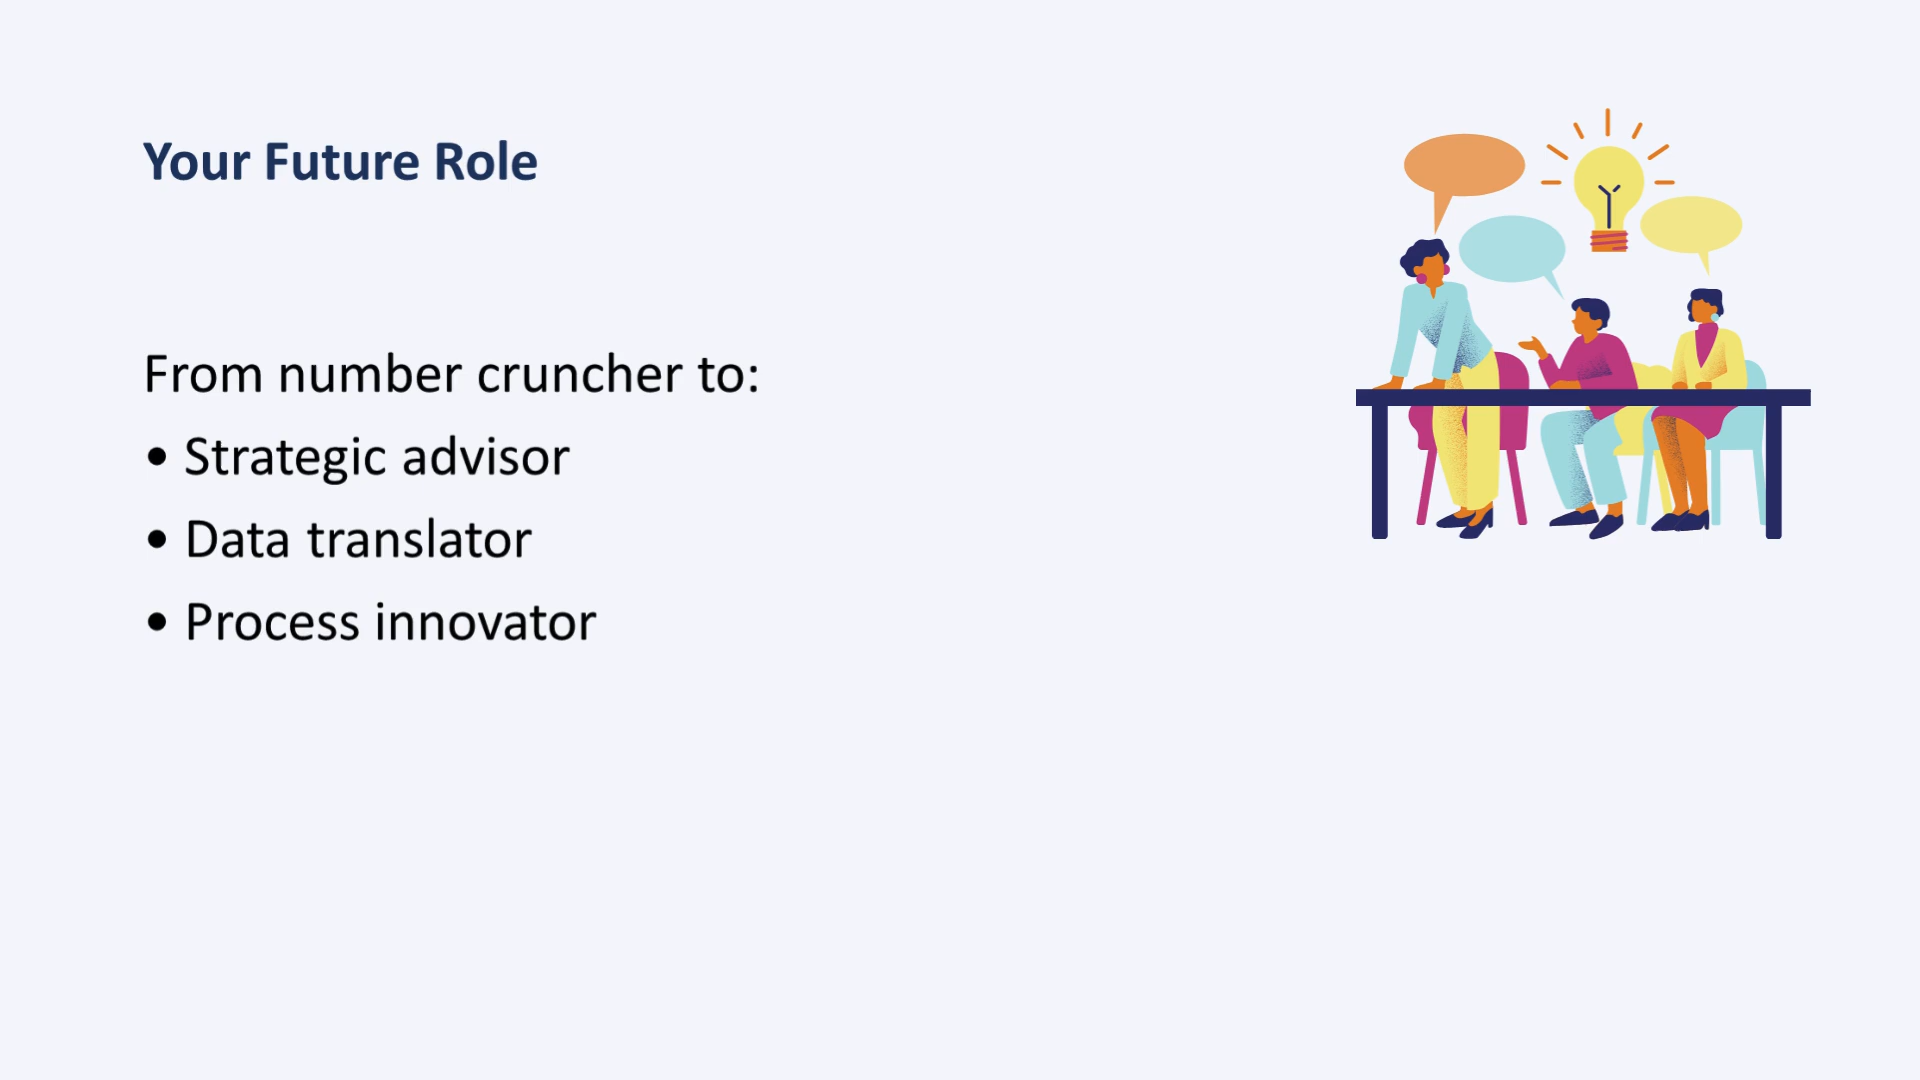 Your Future Role
From number cruncher to:
• Strategic advisor
• Data translator
• Process innovator